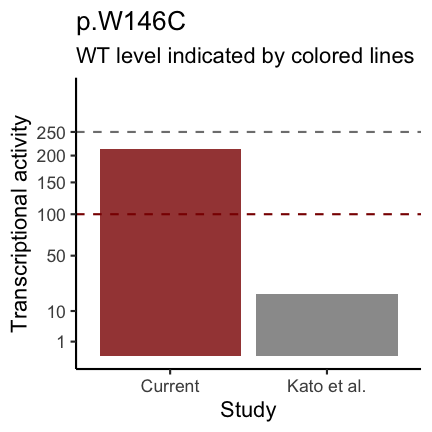 p.W146C
WT level indicated by colored lines
Transcriptional activity
250
200
150
100
50
10
1
Current
Kato et al.
Study